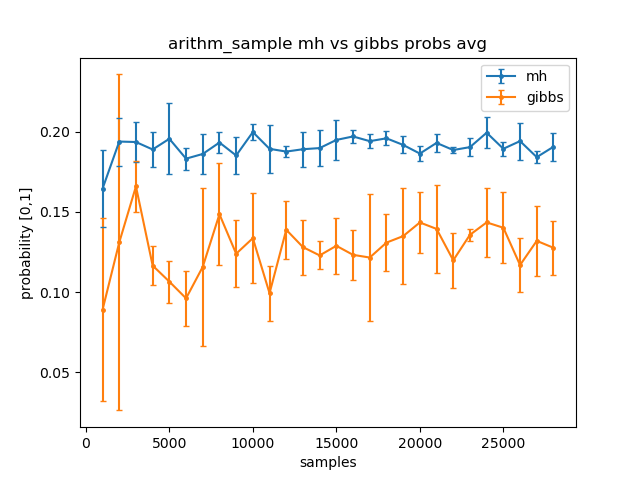 arithm_sample mh vs gibbs probs avg
mh
gibbs
probability [0,1]
0.20
0.15
0.10
0.05
0
5000
10000
15000
20000
25000
samples